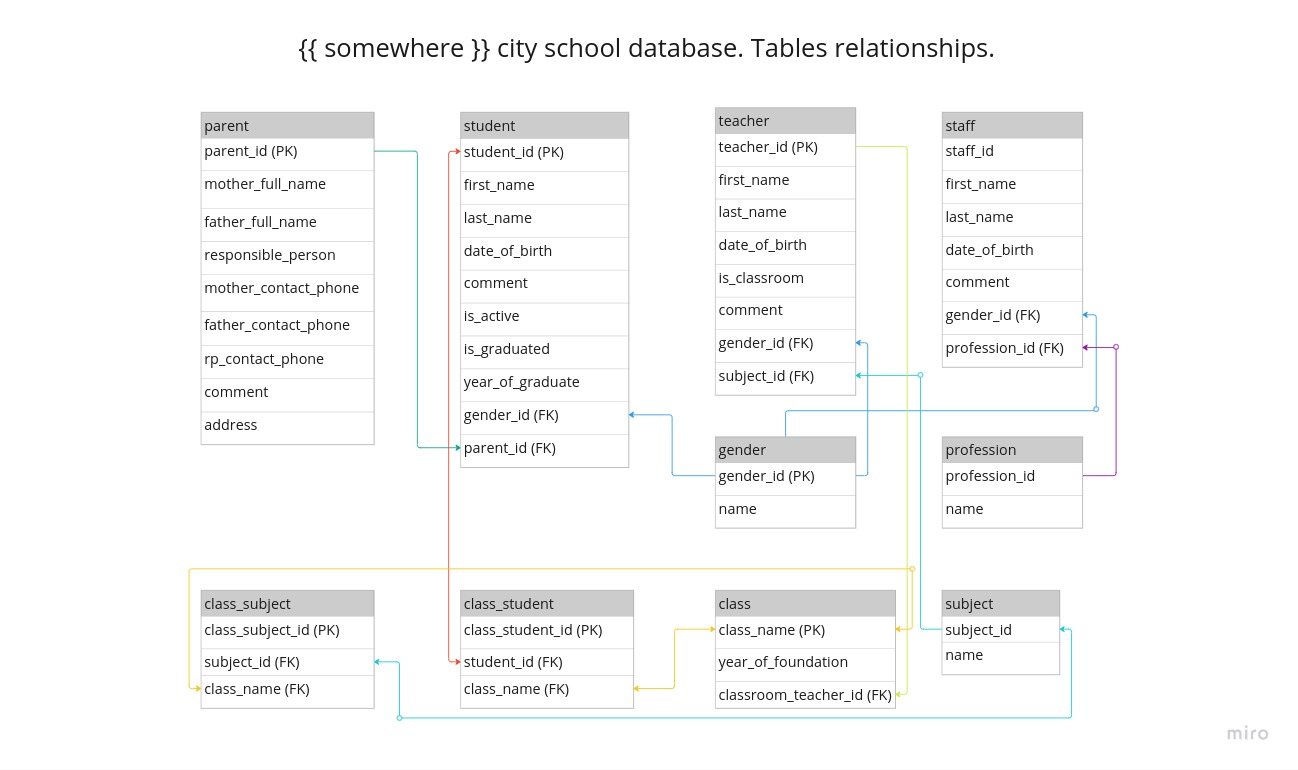 {{ somewhere }} city school database. Tables relationships.
parent
parent_id (PK)
mother_full_name
father_full_name
responsible_person
mother_contact_phone
father_contact_phone
rp_contact_phone
comment
address
student
student_id (PK)
first_name
last_name
date_of_birth
comment
is_active
is_graduated
year_of_graduate
gender_id (FK)
parent_id (FK)
teacher
teacher_id (PK)
first_name
last_name
date_of_birth
is_classroom
comment
gender_id (FK)
subject_id (FK)
staff
staff_id
first_name
last_name
date_of_birth
comment
gender_id (FK)
profession_id (FK)
gender
gender_id (PK)
name
profession
profession_id
name
class_subject
class_subject_id (PK)
subject_id (FK)
class_name (FK)
class_student
class_student_id (PK)
student_id (FK)
class_name (FK)
class
class_name (PK)
year_of_foundation
classroom_teacher_id (FK)
subject
subject_id
name
miro